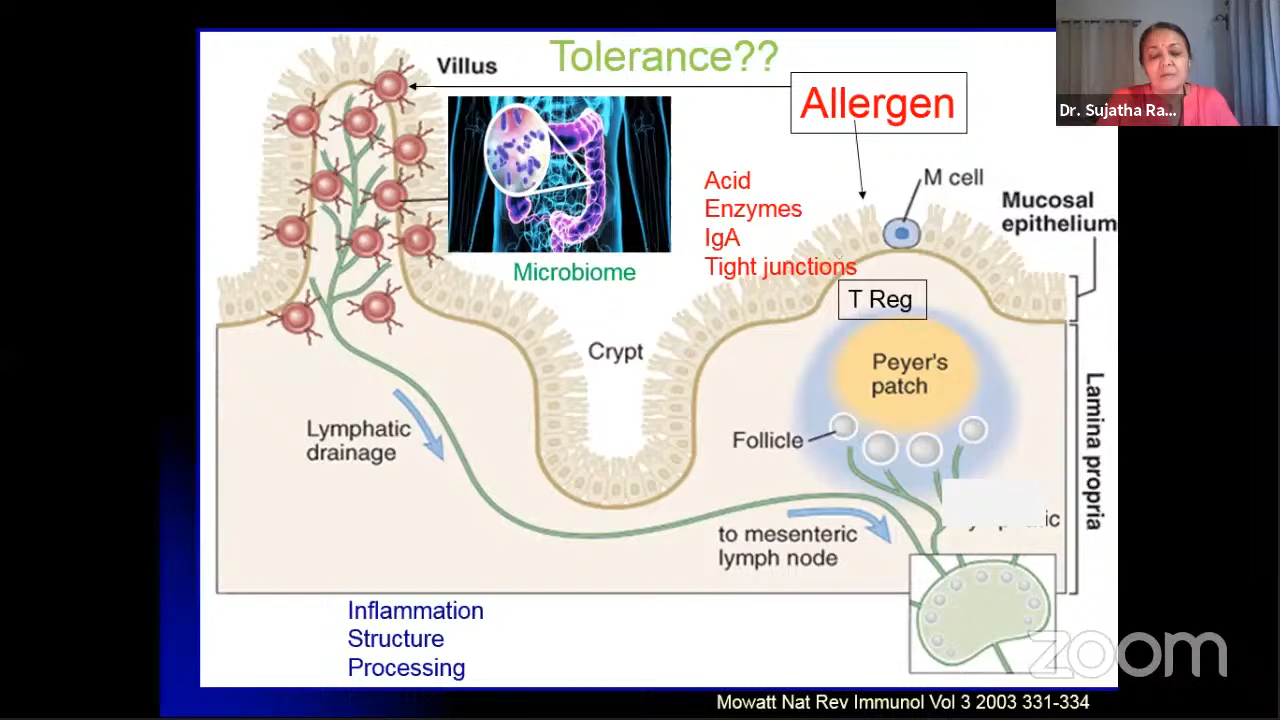 Tolerance??
Villus
Allergen
Dr. Sujatha Ra...
Acid
Enzymes
IgA
Tight junctions
M cell
Mucosal
epithelium
Microbiome
T Reg
Crypt
Peyer's
patch
Lymphatic
drainage
Follicle
Lamina propria
to mesenteric
lymph node
Inflammation
Structure
Processing
zoom
Mowatt Nat Rev Immunol Vol 3 2003 331-334